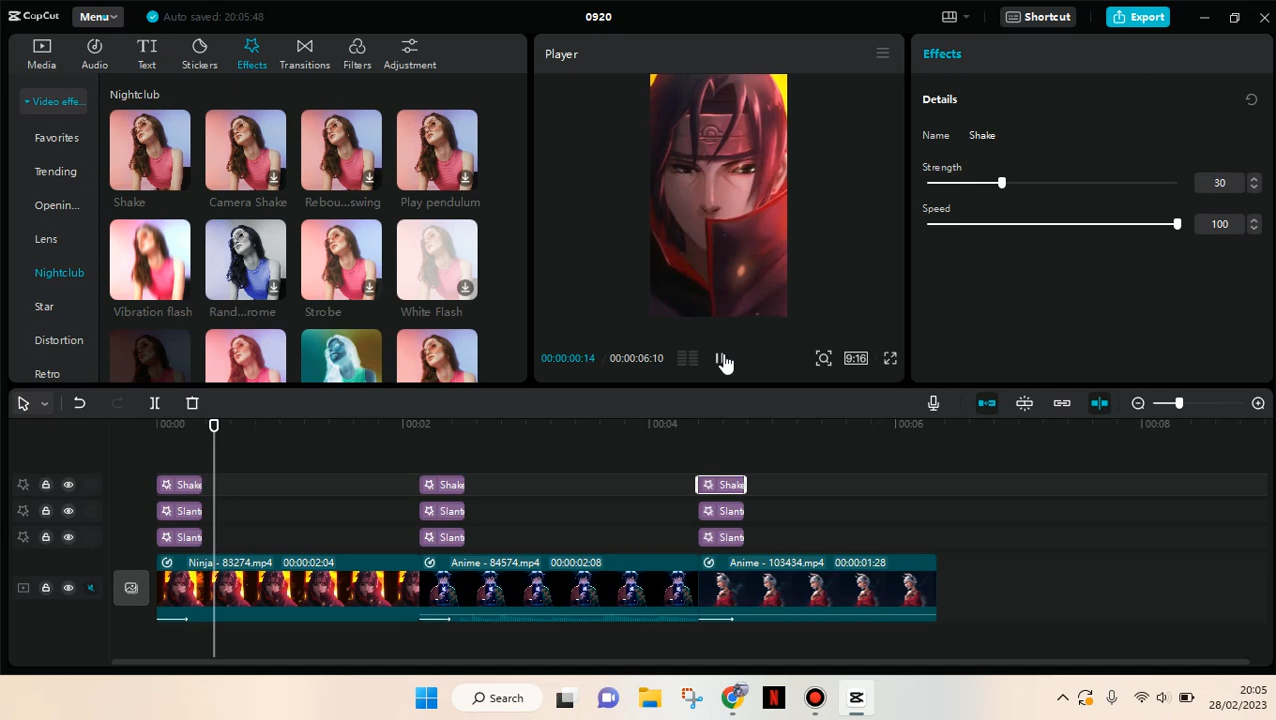 CapCut
Menu
Auto saved: 20:05:48
0920
Shortcut
Export
Media
Audio
Text
Stickers
Effects
Transitions
Filters
Adjustment
Video effe...
Favorites
Trending
Openin...
Lens
Nightclub
Star
Distortion
Retro
Nightclub
Shake
Camera Shake
Rebou...swing
Play pendulum
Vibration flash
Rand...rome
Strobe
White Flash
Player
00:00:00:14 / 00:00:06:10
9:16
Effects
Details
Name Shake
Strength
30
Speed
100
00:00
00:02
00:04
00:06
00:08
Shake
Shake
Shake
Slant
Slant
Slant
Slant
Slant
Slant
Ninja - 83274.mp4 00:00:02:04
Anime - 84574.mp4 00:00:02:08
Anime - 103434.mp4 00:00:01:28
Search
20:05
28/02/2023